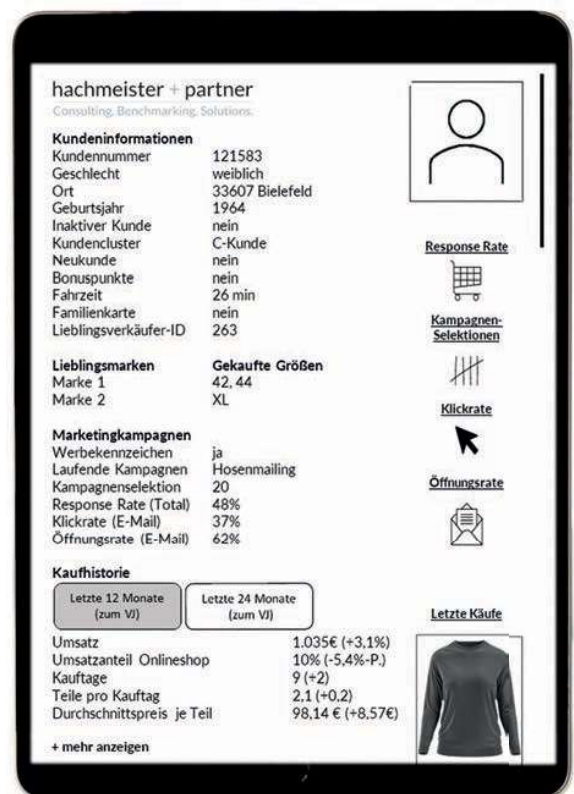 hachmeister + partner
Consulting. Benchmarking. Solutions.
Kundeninformationen
Kundennummer 121583
Geschlecht weiblich
Ort 33607 Bielefeld
Geburtsjahr 1964
Inaktiver Kunde nein
Kundencluster C-Kunde
Neukunde nein
Bonuspunkte nein
Fahrzeit 26 min
Familienkarte nein
Lieblingsverkäufer-ID 263
Lieblingsmarken Gekaufte Größen
Marke 1 42, 44
Marke 2 XL
Marketingkampagnen
Werbekennzeichen ja
Laufende Kampagnen Hosenmailing
Kampagnenselektion 20
Response Rate (Total) 48%
Klickrate (E-Mail) 37%
Öffnungsrate (E-Mail) 62%
Kaufhistorie
Letzte 12 Monate
(zum VJ)
Letzte 24 Monate
(zum VJ)
Umsatz 1.035€ (+3,1%)
Umsatzanteil Onlineshop 10% (-5,4%-P.)
Kauftage 9 (+2)
Teile pro Kauftag 2,1 (+0,2)
Durchschnittspreis je Teil 98,14 € (+8,57€)
+ mehr anzeigen
Response Rate
Kampagnen-
Selektionen
Klickrate
Öffnungsrate
Letzte Käufe